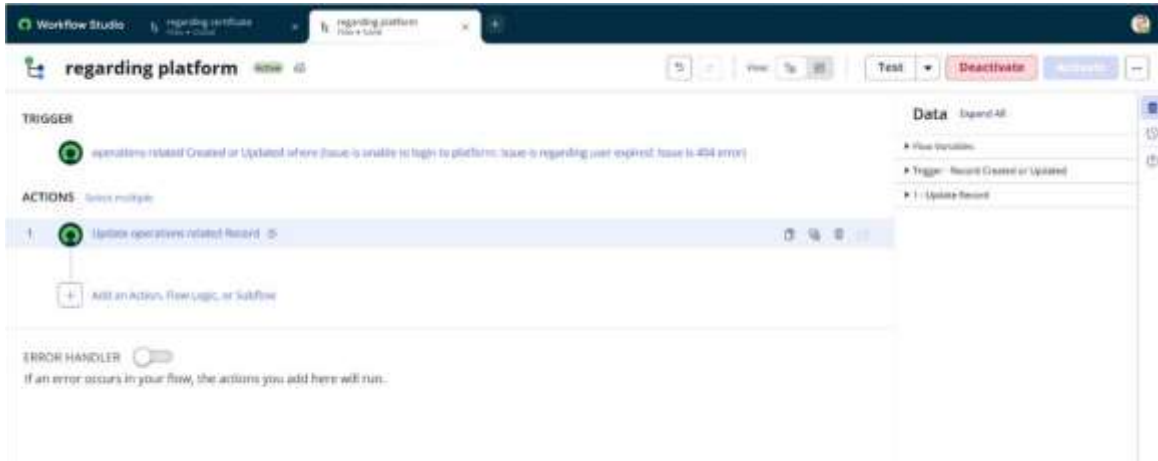 Workflow Studio
regarding certificate
regarding platform
regarding platform Active
View:
Test
Deactivate
Activate
Data Expand All
TRIGGER
operations related Created or Updated where (Issue is unable to login to platform; Issue is regarding user expired; Issue is 404 error)
Flow Variables
Trigger - Record Created or Updated
ACTIONS Select multiple
1 - Update Record
1 Update operations related Record
Add an Action, Flow Logic, or Subflow
ERROR HANDLER
If an error occurs in your flow, the actions you add here will run.